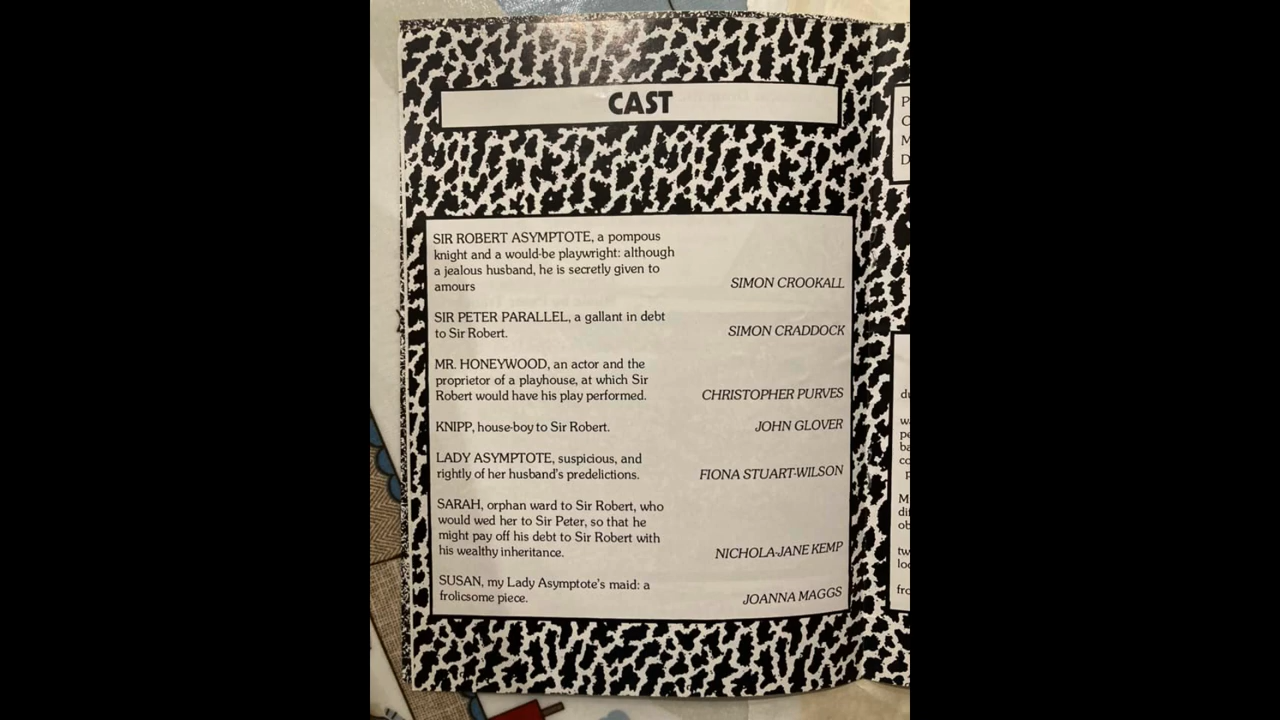 CAST
SIR ROBERT ASYMPTOTE, a pompous
knight and a would-be playwright: although
a jealous husband, he is secretly given to
amours
SIMON CROOKALL
SIR PETER PARALLEL, a gallant in debt
to Sir Robert.
SIMON CRADDOCK
MR. HONEYWOOD, an actor and the
proprietor of a playhouse, at which Sir
Robert would have his play performed.
CHRISTOPHER PURVES
KNIPP, house-boy to Sir Robert.
JOHN GLOVER
LADY ASYMPTOTE, suspicious, and
rightly of her husband's predelictions.
FIONA STUART-WILSON
SARAH, orphan ward to Sir Robert, who
would wed her to Sir Peter, so that he
might pay off his debt to Sir Robert with
his wealthy inheritance.
NICHOLA-JANE KEMP
SUSAN, my Lady Asymptote's maid: a
frolicsome piece.
JOANNA MAGGS